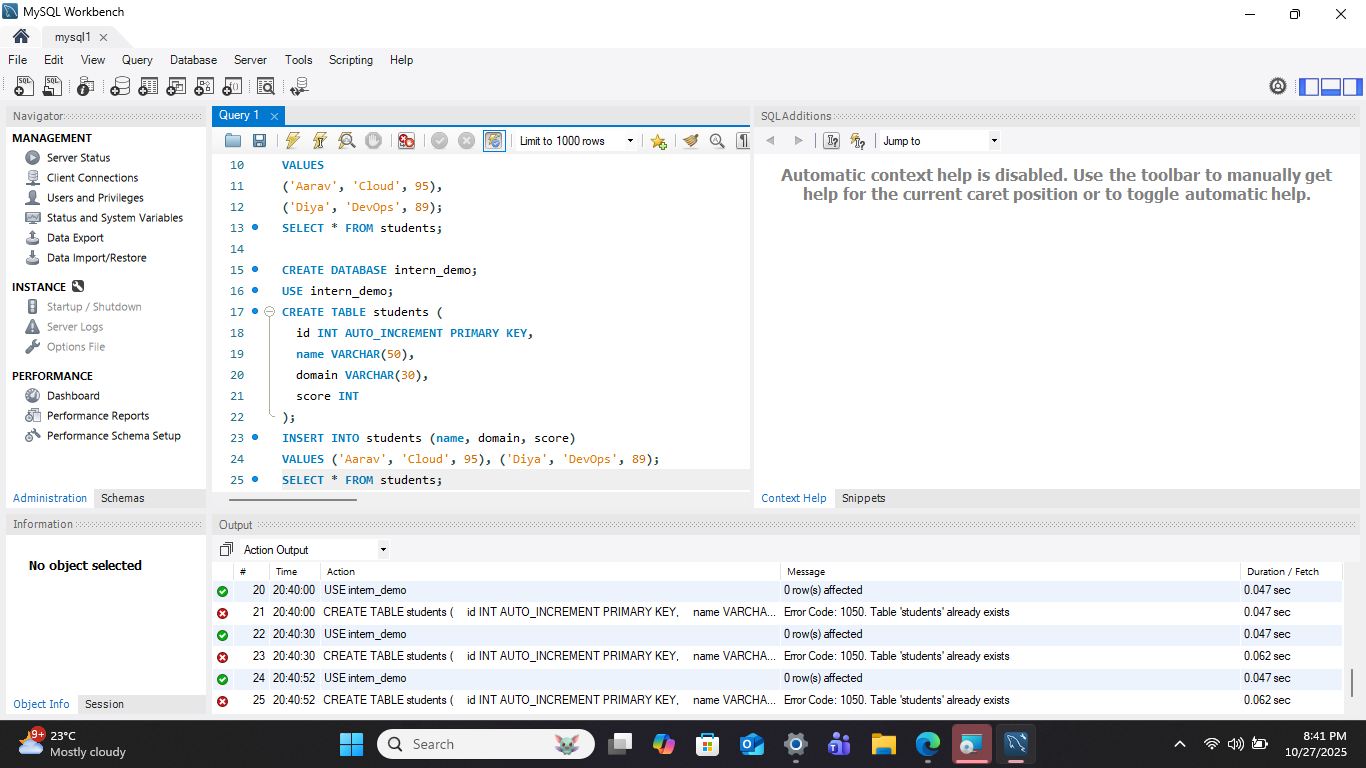 MySQL Workbench
mysql1
File Edit View Query Database Server Tools Scripting Help
Navigator
MANAGEMENT
Server Status
Client Connections
Users and Privileges
Status and System Variables
Data Export
Data Import/Restore
INSTANCE
Startup / Shutdown
Server Logs
Options File
PERFORMANCE
Dashboard
Performance Reports
Performance Schema Setup
Administration Schemas
Information
No object selected
Object Info Session
Query 1
Limit to 1000 rows
10 VALUES
11 ('Aarav', 'Cloud', 95),
12 ('Diya', 'DevOps', 89);
13 SELECT * FROM students;
14
15 CREATE DATABASE intern_demo;
16 USE intern_demo;
17 CREATE TABLE students (
18 id INT AUTO_INCREMENT PRIMARY KEY,
19 name VARCHAR(50),
20 domain VARCHAR(30),
21 score INT
22 );
23 INSERT INTO students (name, domain, score)
24 VALUES ('Aarav', 'Cloud', 95), ('Diya', 'DevOps', 89);
25 SELECT * FROM students;
SQLAdditions
Jump to
Automatic context help is disabled. Use the toolbar to manually get
help for the current caret position or to toggle automatic help.
Context Help Snippets
Output
Action Output
# Time Action Message Duration / Fetch
20 20:40:00 USE intern_demo 0 row(s) affected 0.047 sec
21 20:40:00 CREATE TABLE students ( id INT AUTO_INCREMENT PRIMARY KEY, name VARCHA... Error Code: 1050. Table 'students' already exists 0.047 sec
22 20:40:30 USE intern_demo 0 row(s) affected 0.047 sec
23 20:40:30 CREATE TABLE students ( id INT AUTO_INCREMENT PRIMARY KEY, name VARCHA... Error Code: 1050. Table 'students' already exists 0.062 sec
24 20:40:52 USE intern_demo 0 row(s) affected 0.047 sec
25 20:40:52 CREATE TABLE students ( id INT AUTO_INCREMENT PRIMARY KEY, name VARCHA... Error Code: 1050. Table 'students' already exists 0.062 sec
9+
23°C
Mostly cloudy
Search
8:41 PM
10/27/2025